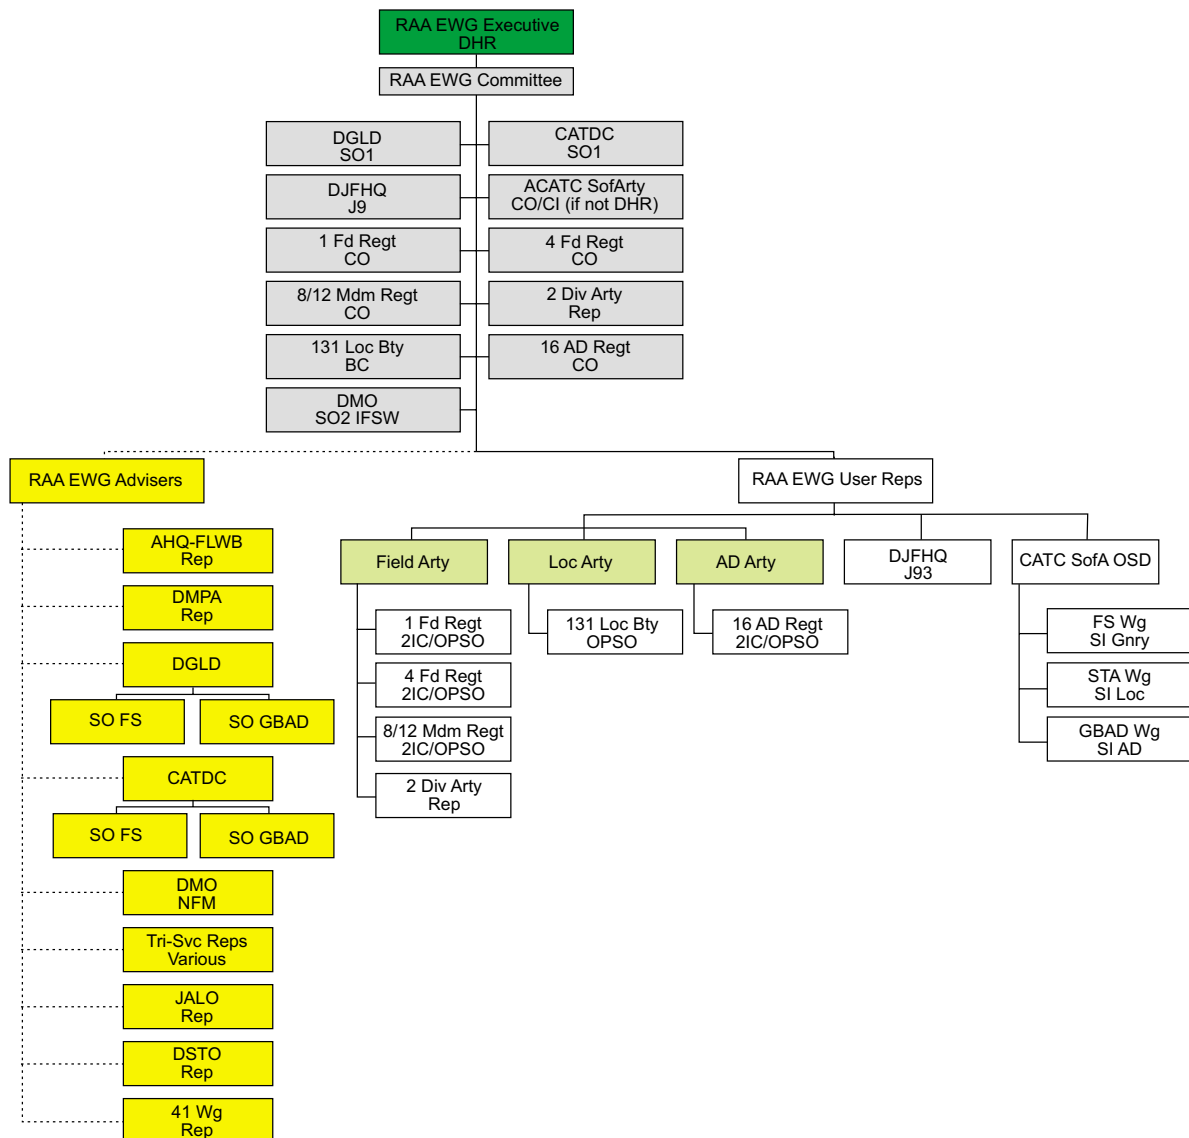 RAA EWG Executive
DHR
RAA EWG Committee
DGLD
SO1
CATDC
SO1
DJFHQ
J9
ACATC SofArty
CO/CI (if not DHR)
1 Fd Regt
CO
4 Fd Regt
CO
8/12 Mdm Regt
CO
2 Div Arty
Rep
131 Loc Bty
BC
16 AD Regt
CO
DMO
SO2 IFSW
RAA EWG Advisers
AHQ-FLWB
Rep
DMPA
Rep
DGLD
SO FS
SO GBAD
CATDC
SO FS
SO GBAD
DMO
NFM
Tri-Svc Reps
Various
JALO
Rep
DSTO
Rep
41 Wg
Rep
RAA EWG User Reps
Field Arty
1 Fd Regt
2IC/OPSO
4 Fd Regt
2IC/OPSO
8/12 Mdm Regt
2IC/OPSO
2 Div Arty
Rep
Loc Arty
131 Loc Bty
OPSO
AD Arty
16 AD Regt
2IC/OPSO
DJFHQ
J93
CATC SofA OSD
FS Wg
SI Gnry
STA Wg
SI Loc
GBAD Wg
SI AD